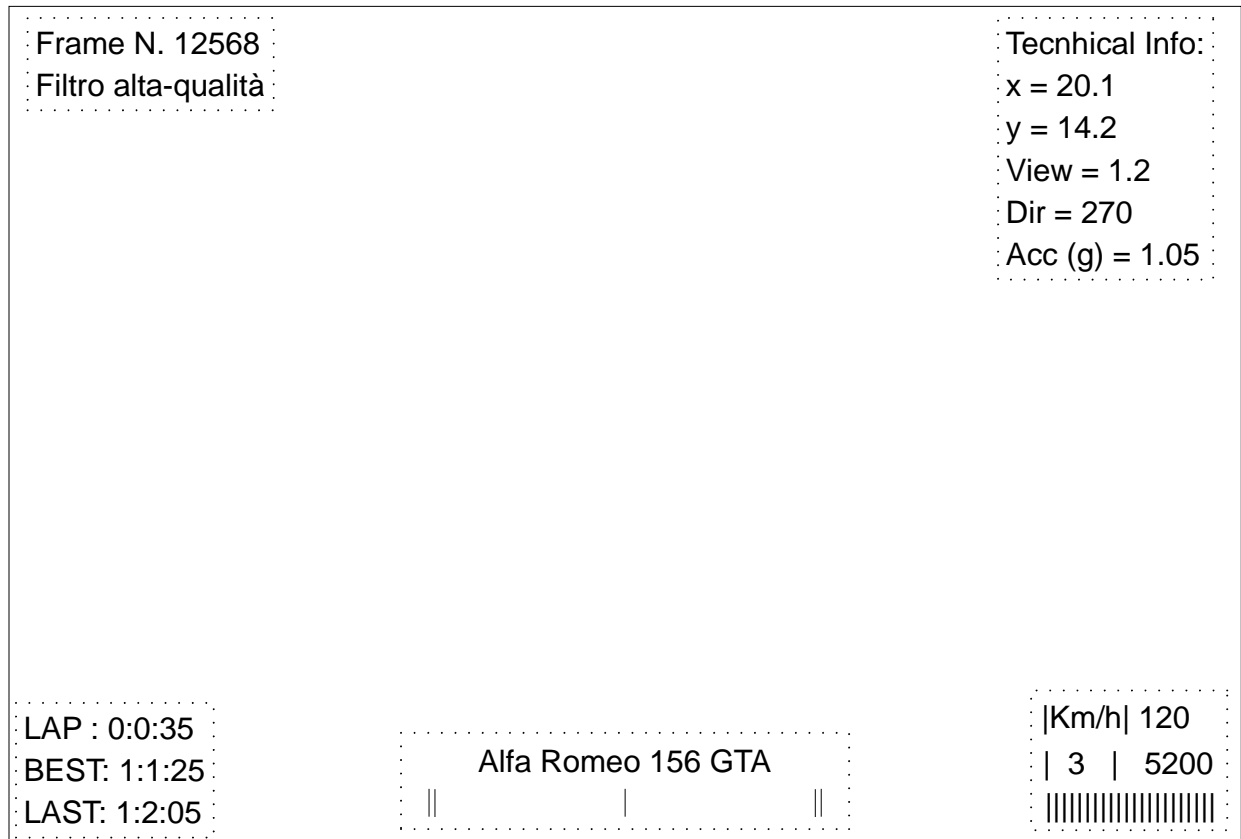 Frame N. 12568
Filtro alta-qualità
Tecnhical Info:
x = 20.1
y = 14.2
View = 1.2
Dir = 270
Acc (g) = 1.05
LAP : 0:0:35
BEST: 1:1:25
LAST: 1:2:05
Alfa Romeo 156 GTA
|| | ||
|Km/h| 120
| 3 | 5200
||||||||||||||||||||||